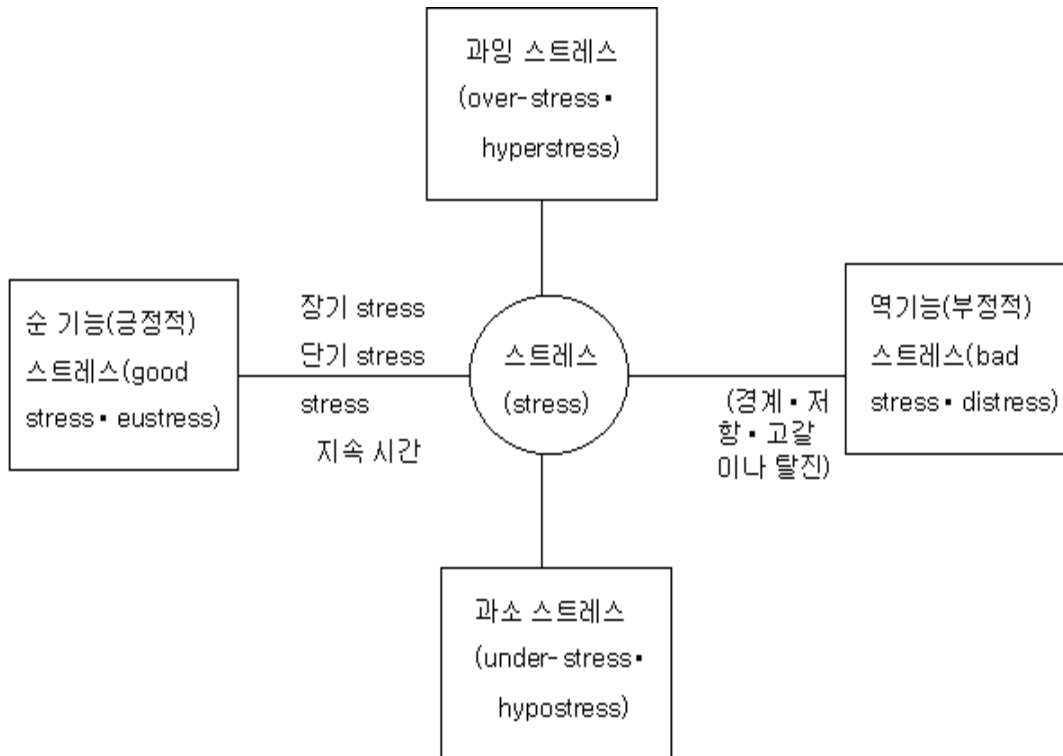 과잉 스트레스
(over-stress▪
hyperstress)
순 기능(긍정적)
스트레스(good
stress▪eustress)
장기 stress
단기 stress
stress
지속 시간
스트레스
(stress)
(경계▪저
항▪고갈
이나 탈진)
역기능(부정적)
스트레스(bad
stress▪distress)
과소 스트레스
(under-stress▪
hypostress)